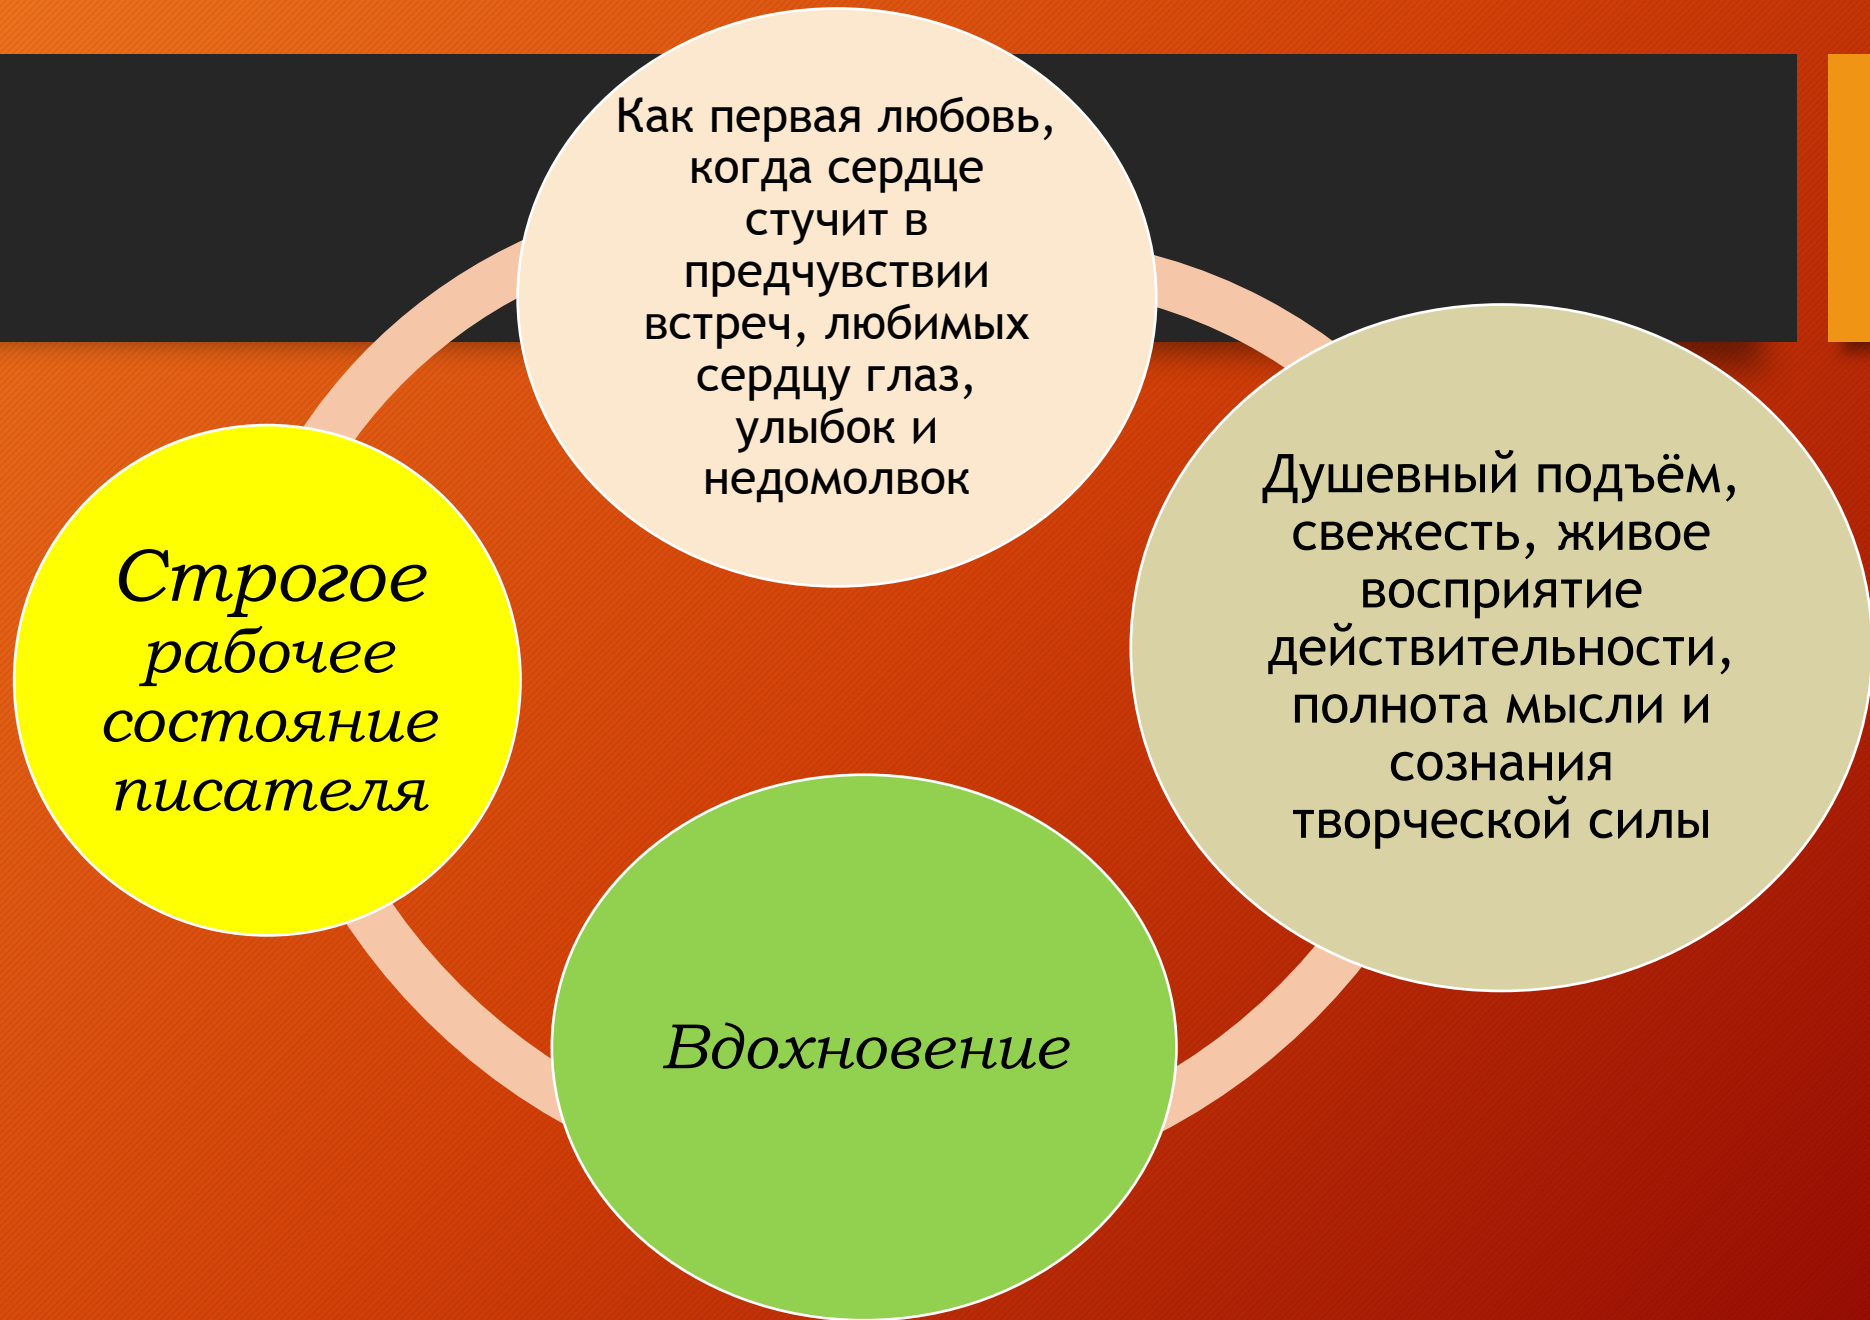 Как первая любовь,
когда сердце
стучит в
предчувствии
встреч, любимых
сердцу глаз,
улыбок и
недомолвок
Душевный подъём,
свежесть, живое
восприятие
действительности,
полнота мысли и
сознания
творческой силы
Вдохновение
Строгое
рабочее
состояние
писателя